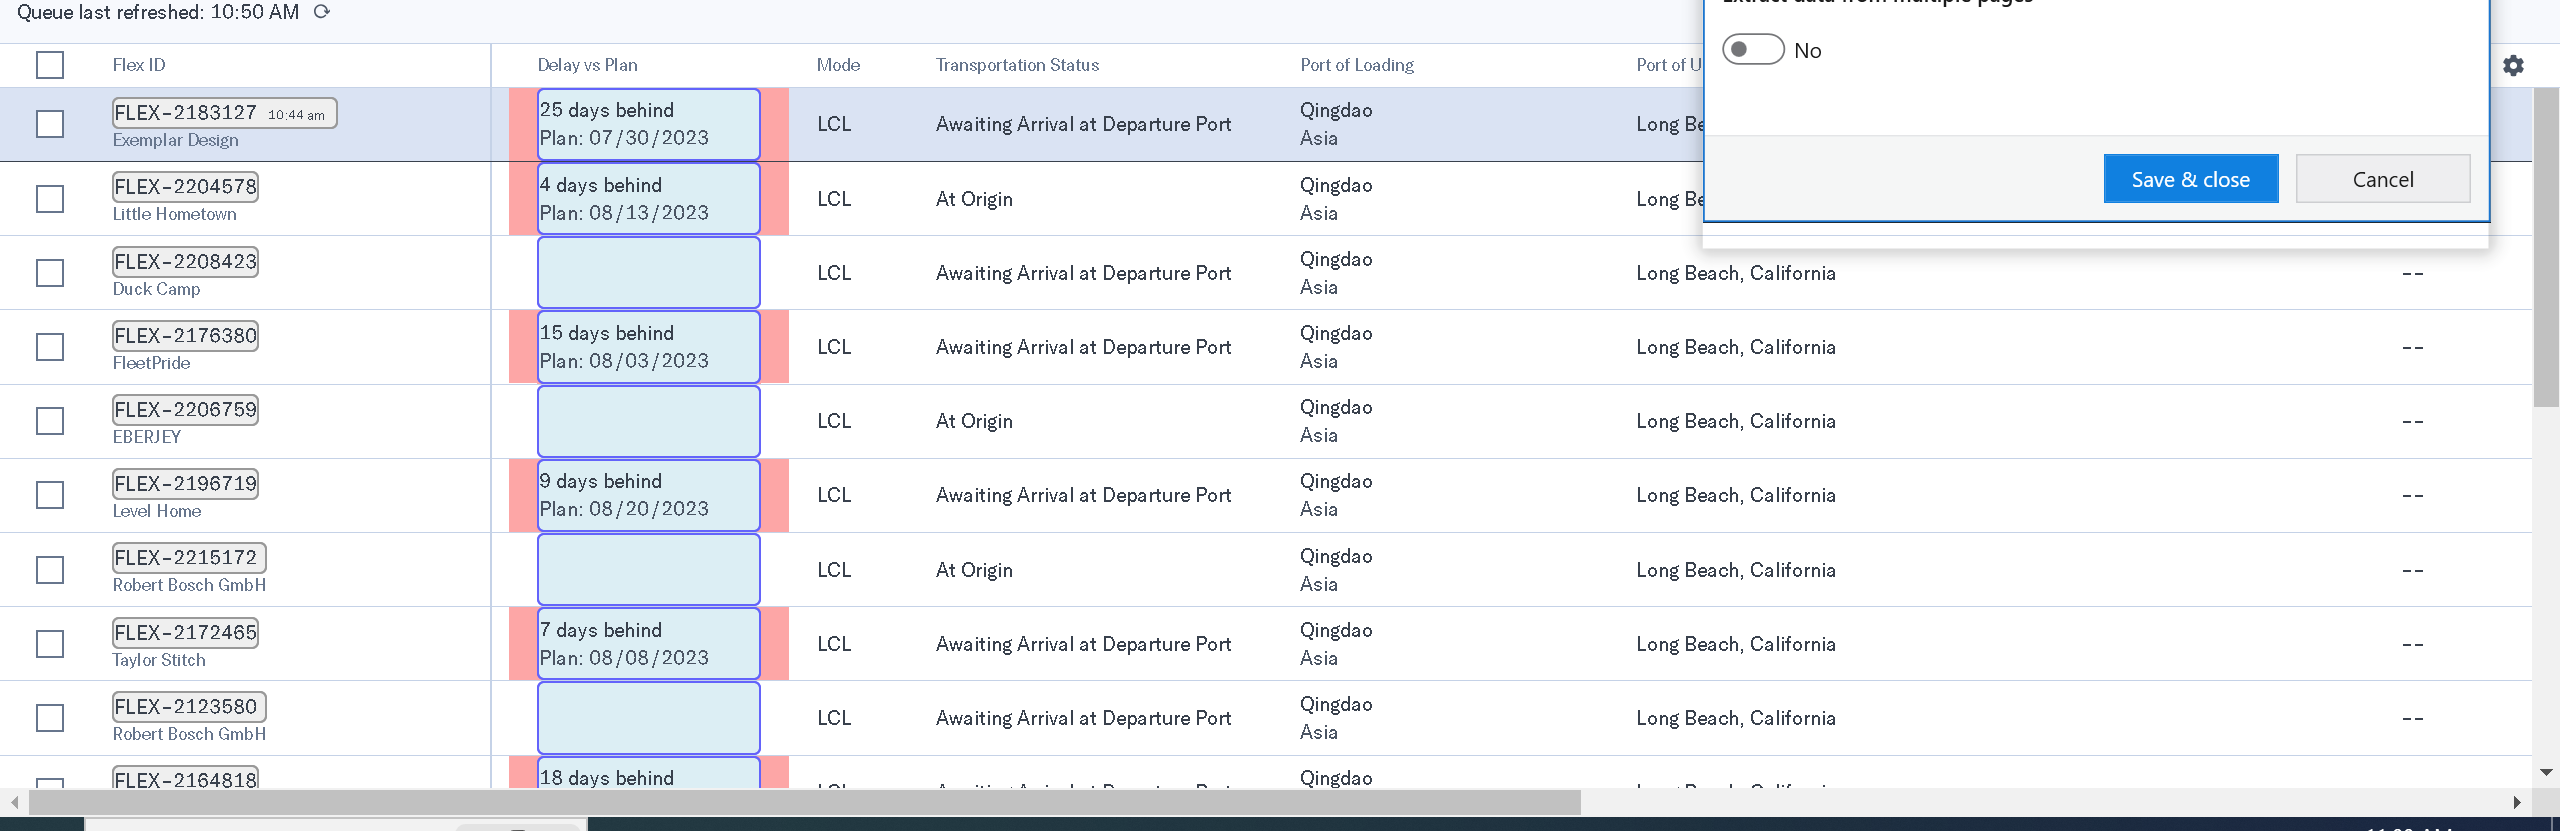 Queue last refreshed: 10:50 AM
Extract data from multiple pages
No
Save & close
Cancel
Flex ID
Delay vs Plan
Mode
Transportation Status
Port of Loading
Port of U
FLEX-2183127 10:44 am
Exemplar Design
25 days behind
Plan: 07/30/2023
LCL
Awaiting Arrival at Departure Port
Qingdao
Asia
Long Be
FLEX-2204578
Little Hometown
4 days behind
Plan: 08/13/2023
LCL
At Origin
Qingdao
Asia
Long Be
FLEX-2208423
Duck Camp
LCL
Awaiting Arrival at Departure Port
Qingdao
Asia
Long Beach, California
--
FLEX-2176380
FleetPride
15 days behind
Plan: 08/03/2023
LCL
Awaiting Arrival at Departure Port
Qingdao
Asia
Long Beach, California
--
FLEX-2206759
EBERJEY
LCL
At Origin
Qingdao
Asia
Long Beach, California
--
FLEX-2196719
Level Home
9 days behind
Plan: 08/20/2023
LCL
Awaiting Arrival at Departure Port
Qingdao
Asia
Long Beach, California
--
FLEX-2215172
Robert Bosch GmbH
LCL
At Origin
Qingdao
Asia
Long Beach, California
--
FLEX-2172465
Taylor Stitch
7 days behind
Plan: 08/08/2023
LCL
Awaiting Arrival at Departure Port
Qingdao
Asia
Long Beach, California
--
FLEX-2123580
Robert Bosch GmbH
LCL
Awaiting Arrival at Departure Port
Qingdao
Asia
Long Beach, California
--
FLEX-2164818
18 days behind
Qingdao